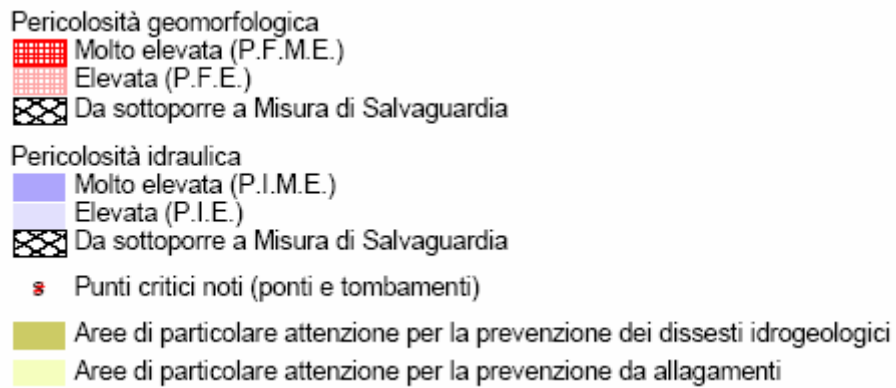 Pericolosità geomorfologica
Molto elevata (P.F.M.E.)
Elevata (P.F.E.)
Da sottoporre a Misura di Salvaguardia
Pericolosità idraulica
Molto elevata (P.I.M.E.)
Elevata (P.I.E.)
Da sottoporre a Misura di Salvaguardia
Punti critici noti (ponti e tombamenti)
Aree di particolare attenzione per la prevenzione dei dissesti idrogeologici
Aree di particolare attenzione per la prevenzione da allagamenti